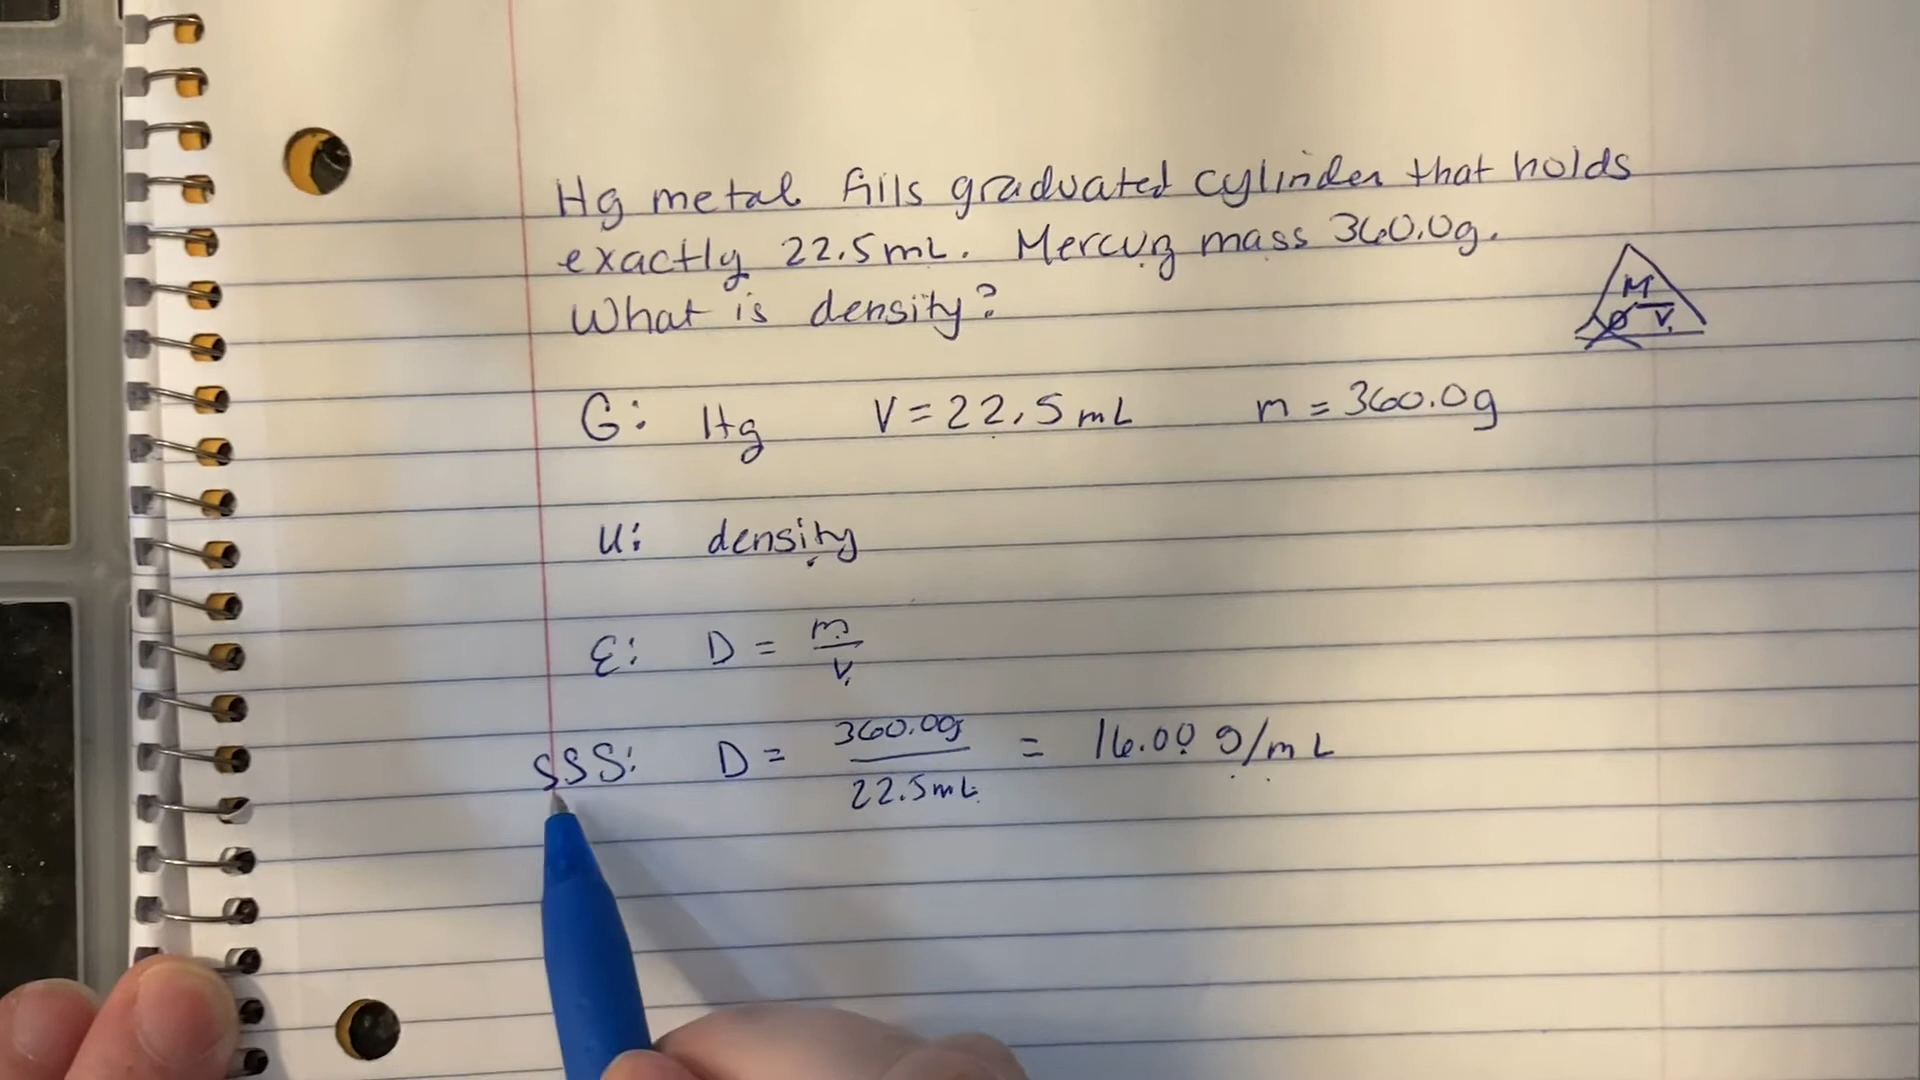 Hg metal fills graduated cylinder that holds
exactly 22.5mL. Mercury mass 360.0g.
What is density?
M
D V
G: Hg V = 22.5mL m = 360.0g
U: density
E: D = m/v
SSS: D = 360.0g/22.5mL = 16.00 g/mL